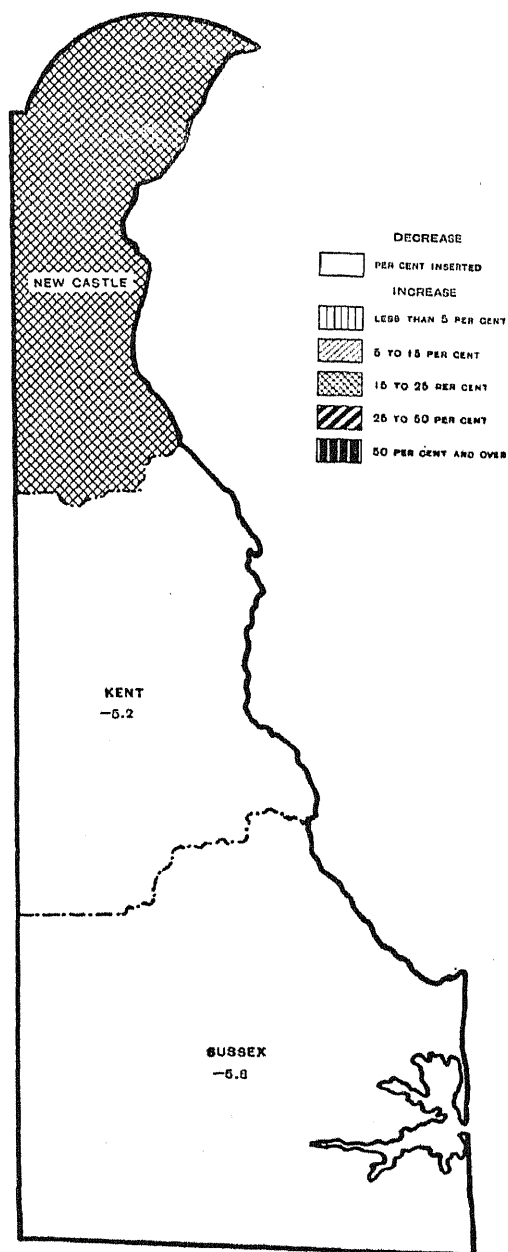 DECREASE
PER CENT INSERTED
INCREASE
LESS THAN 5 PER CENT
5 TO 15 PER CENT
15 TO 25 PER CENT
25 TO 50 PER CENT
50 PER CENT AND OVER
NEW CASTLE
KENT
−5.2
SUSSEX
−5.8